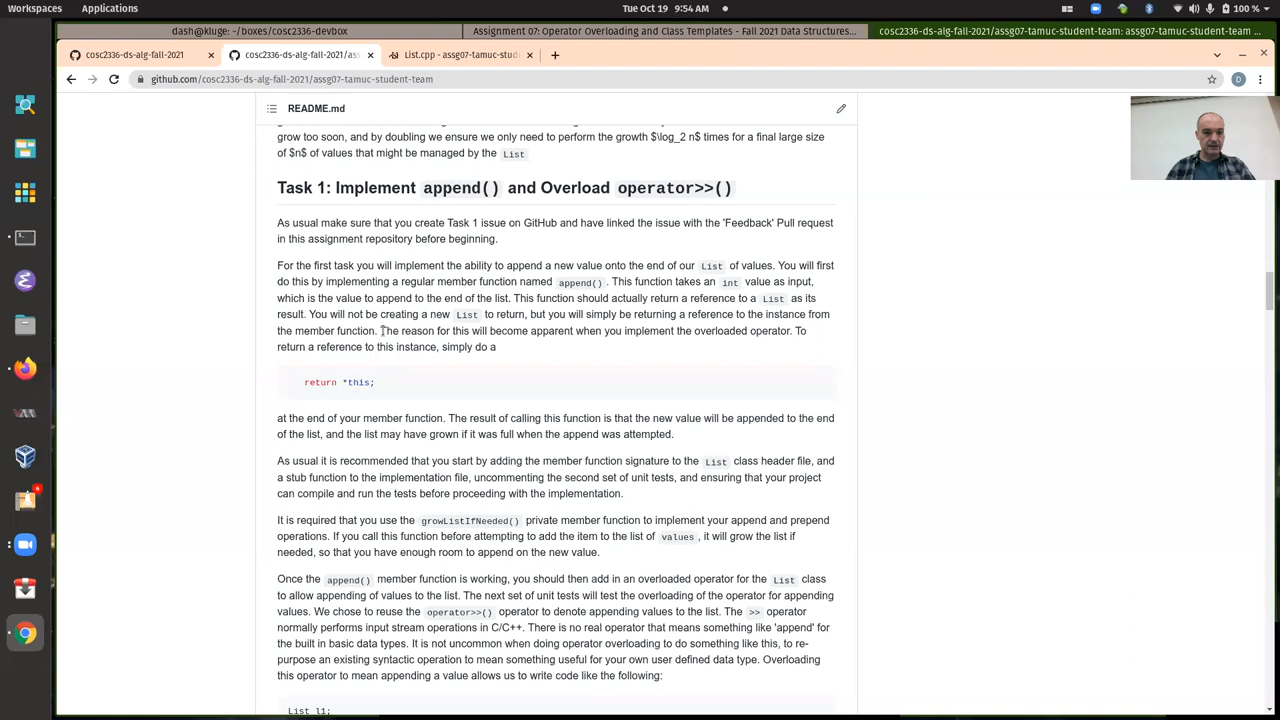 Workspaces Applications Tue Oct 19 9:54 AM 100 %
dash@kluge: ~/boxes/cosc2336-devbox Assignment 07: Operator Overloading and Class Templates - Fall 2021 Data Structures... cosc2336-ds-alg-fall-2021/assg07-tamuc-student-team: assg07-tamuc-student-team ...
cosc2336-ds-alg-fall-2021 × cosc2336-ds-alg-fall-2021/ass × List.cpp - assg07-tamuc-stud × +
github.com/cosc2336-ds-alg-fall-2021/assg07-tamuc-student-team D
README.md
grow too soon, and by doubling we ensure we only need to perform the growth $\log_2 n$ times for a final large size
of $n$ of values that might be managed by the List
Task 1: Implement append() and Overload operator>>()
As usual make sure that you create Task 1 issue on GitHub and have linked the issue with the 'Feedback' Pull request
in this assignment repository before beginning.
For the first task you will implement the ability to append a new value onto the end of our List of values. You will first
do this by implementing a regular member function named append(). This function takes an int value as input,
which is the value to append to the end of the list. This function should actually return a reference to a List as its
result. You will not be creating a new List to return, but you will simply be returning a reference to the instance from
the member function. The reason for this will become apparent when you implement the overloaded operator. To
return a reference to this instance, simply do a
return *this;
at the end of your member function. The result of calling this function is that the new value will be appended to the end
of the list, and the list may have grown if it was full when the append was attempted.
As usual it is recommended that you start by adding the member function signature to the List class header file, and
a stub function to the implementation file, uncommenting the second set of unit tests, and ensuring that your project
can compile and run the tests before proceeding with the implementation.
It is required that you use the growListIfNeeded() private member function to implement your append and prepend
operations. If you call this function before attempting to add the item to the list of values, it will grow the list if
needed, so that you have enough room to append on the new value.
Once the append() member function is working, you should then add in an overloaded operator for the List class
to allow appending of values to the list. The next set of unit tests will test the overloading of the operator for appending
values. We chose to reuse the operator>>() operator to denote appending values to the list. The >> operator
normally performs input stream operations in C/C++. There is no real operator that means something like 'append' for
the built in basic data types. It is not uncommon when doing operator overloading to do something like this, to re-
purpose an existing syntactic operation to mean something useful for your own user defined data type. Overloading
this operator to mean appending a value allows us to write code like the following:
List l1;